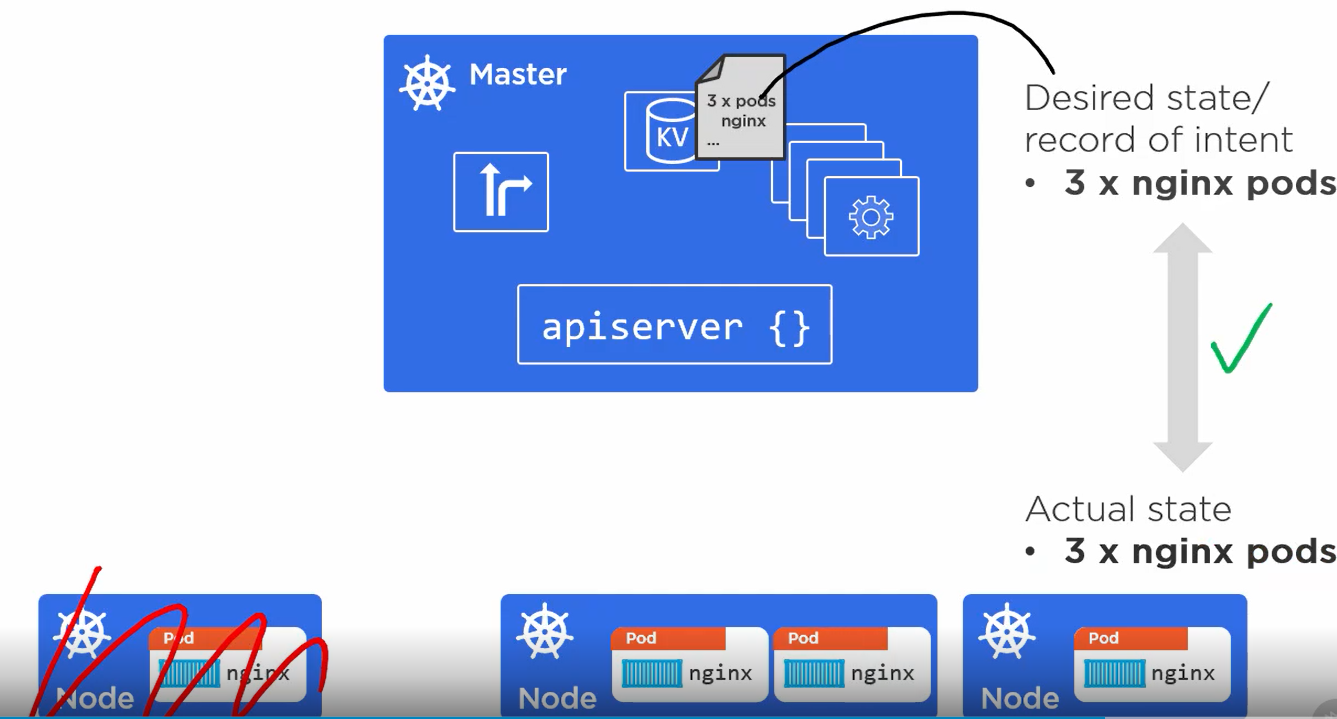 Master
KV
3 x pods
nginx
...
apiserver {}
Desired state/
record of intent
• 3 x nginx pods
Actual state
• 3 x nginx pods
Node
Pod
nginx
Node
Pod
nginx
Pod
nginx
Node
Pod
nginx